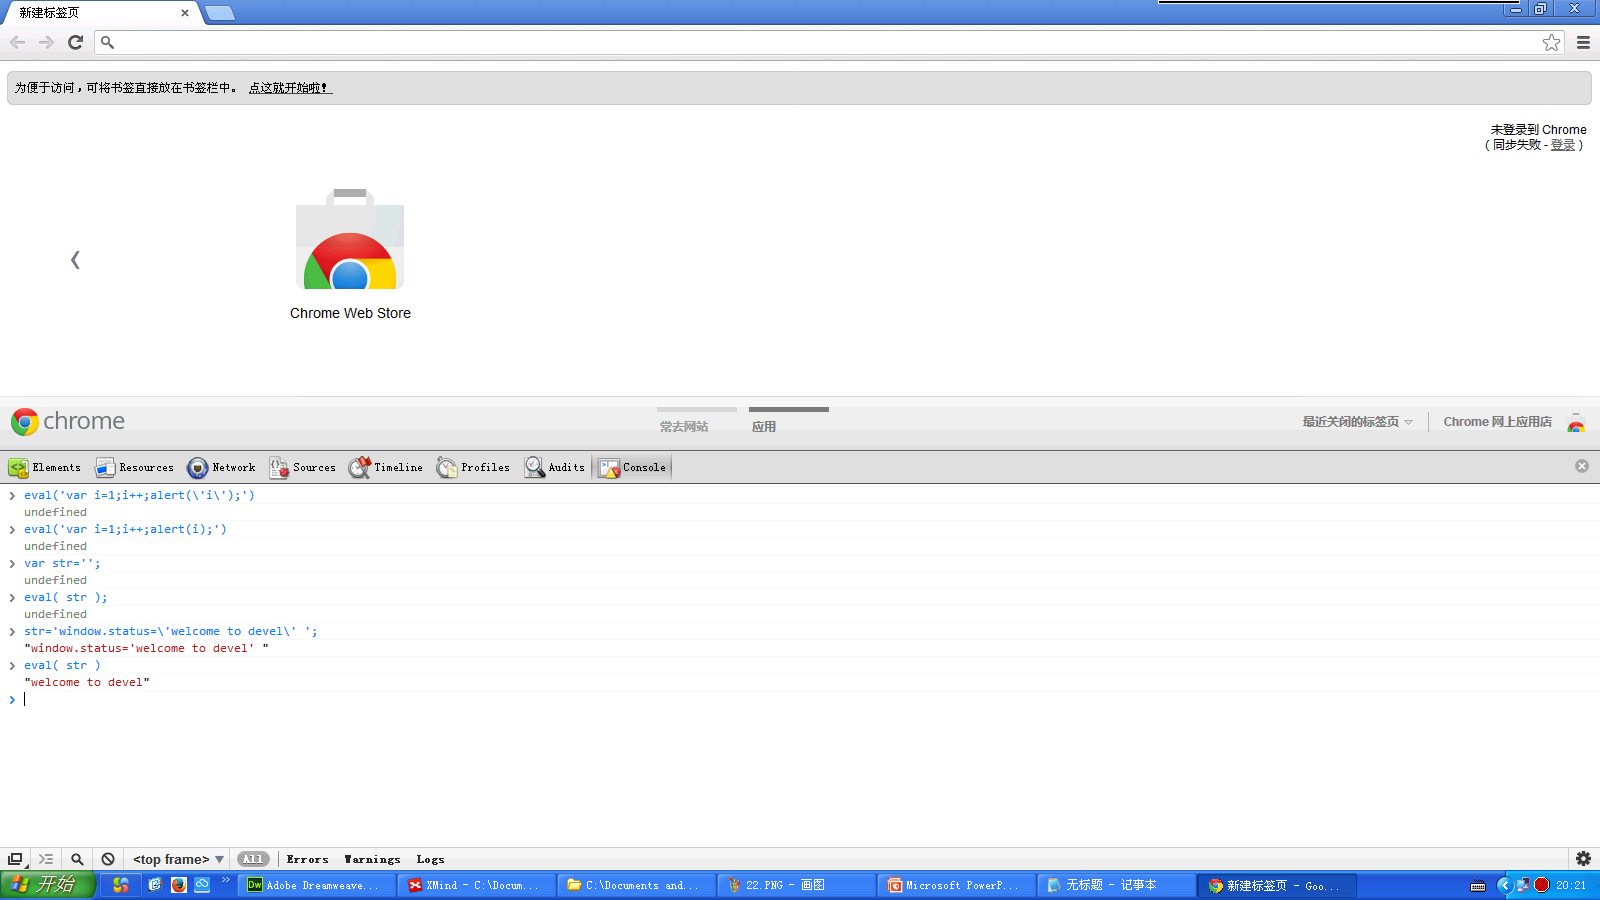 新建标签页
为便于访问，可将书签直接放在书签栏中。 点这就开始啦！
未登录到 Chrome
( 同步失败 - 登录 )
Chrome Web Store
chrome
常去网站
应用
最近关闭的标签页
Chrome 网上应用店
Elements Resources Network Sources Timeline Profiles Audits Console
eval('var i=1;i++;alert(\'i\');')
undefined
eval('var i=1;i++;alert(i);')
undefined
var str='';
undefined
eval( str );
undefined
str='window.status=\'welcome to devel\' ';
"window.status='welcome to devel' "
eval( str )
"welcome to devel"
<top frame> All Errors Warnings Logs
开始 Adobe Dreamweave... XMind - C:\Docum... C:\Documents and... 22.PNG - 画图 Microsoft PowerP... 无标题 - 记事本 新建标签页 - Goo... 20:21